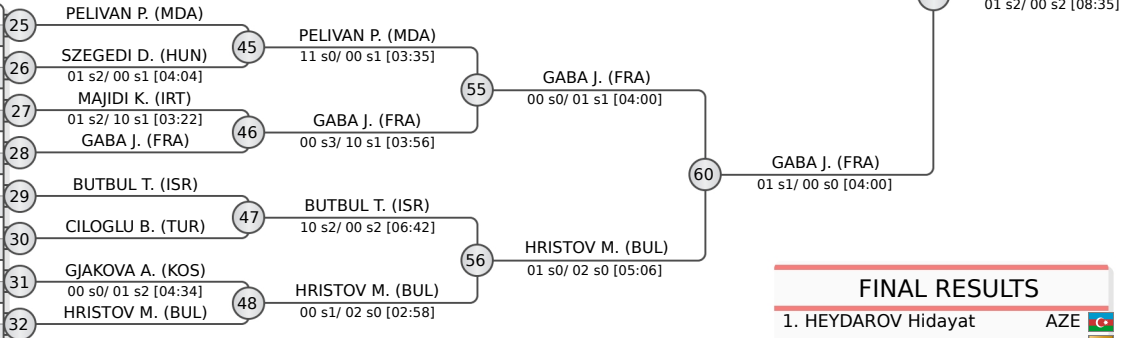 01 s2/ 00 s2 [08:35]
25
PELIVAN P. (MDA)
45
PELIVAN P. (MDA)
11 s0/ 00 s1 [03:35]
26
SZEGEDI D. (HUN)
01 s2/ 00 s1 [04:04]
55
GABA J. (FRA)
00 s0/ 01 s1 [04:00]
27
MAJIDI K. (IRT)
01 s2/ 10 s1 [03:22]
46
GABA J. (FRA)
00 s3/ 10 s1 [03:56]
28
GABA J. (FRA)
60
GABA J. (FRA)
01 s1/ 00 s0 [04:00]
29
BUTBUL T. (ISR)
47
BUTBUL T. (ISR)
10 s2/ 00 s2 [06:42]
30
CILOGLU B. (TUR)
56
HRISTOV M. (BUL)
01 s0/ 02 s0 [05:06]
31
GJAKOVA A. (KOS)
00 s0/ 01 s2 [04:34]
48
HRISTOV M. (BUL)
00 s1/ 02 s0 [02:58]
32
HRISTOV M. (BUL)
FINAL RESULTS
1. HEYDAROV Hidayat AZE